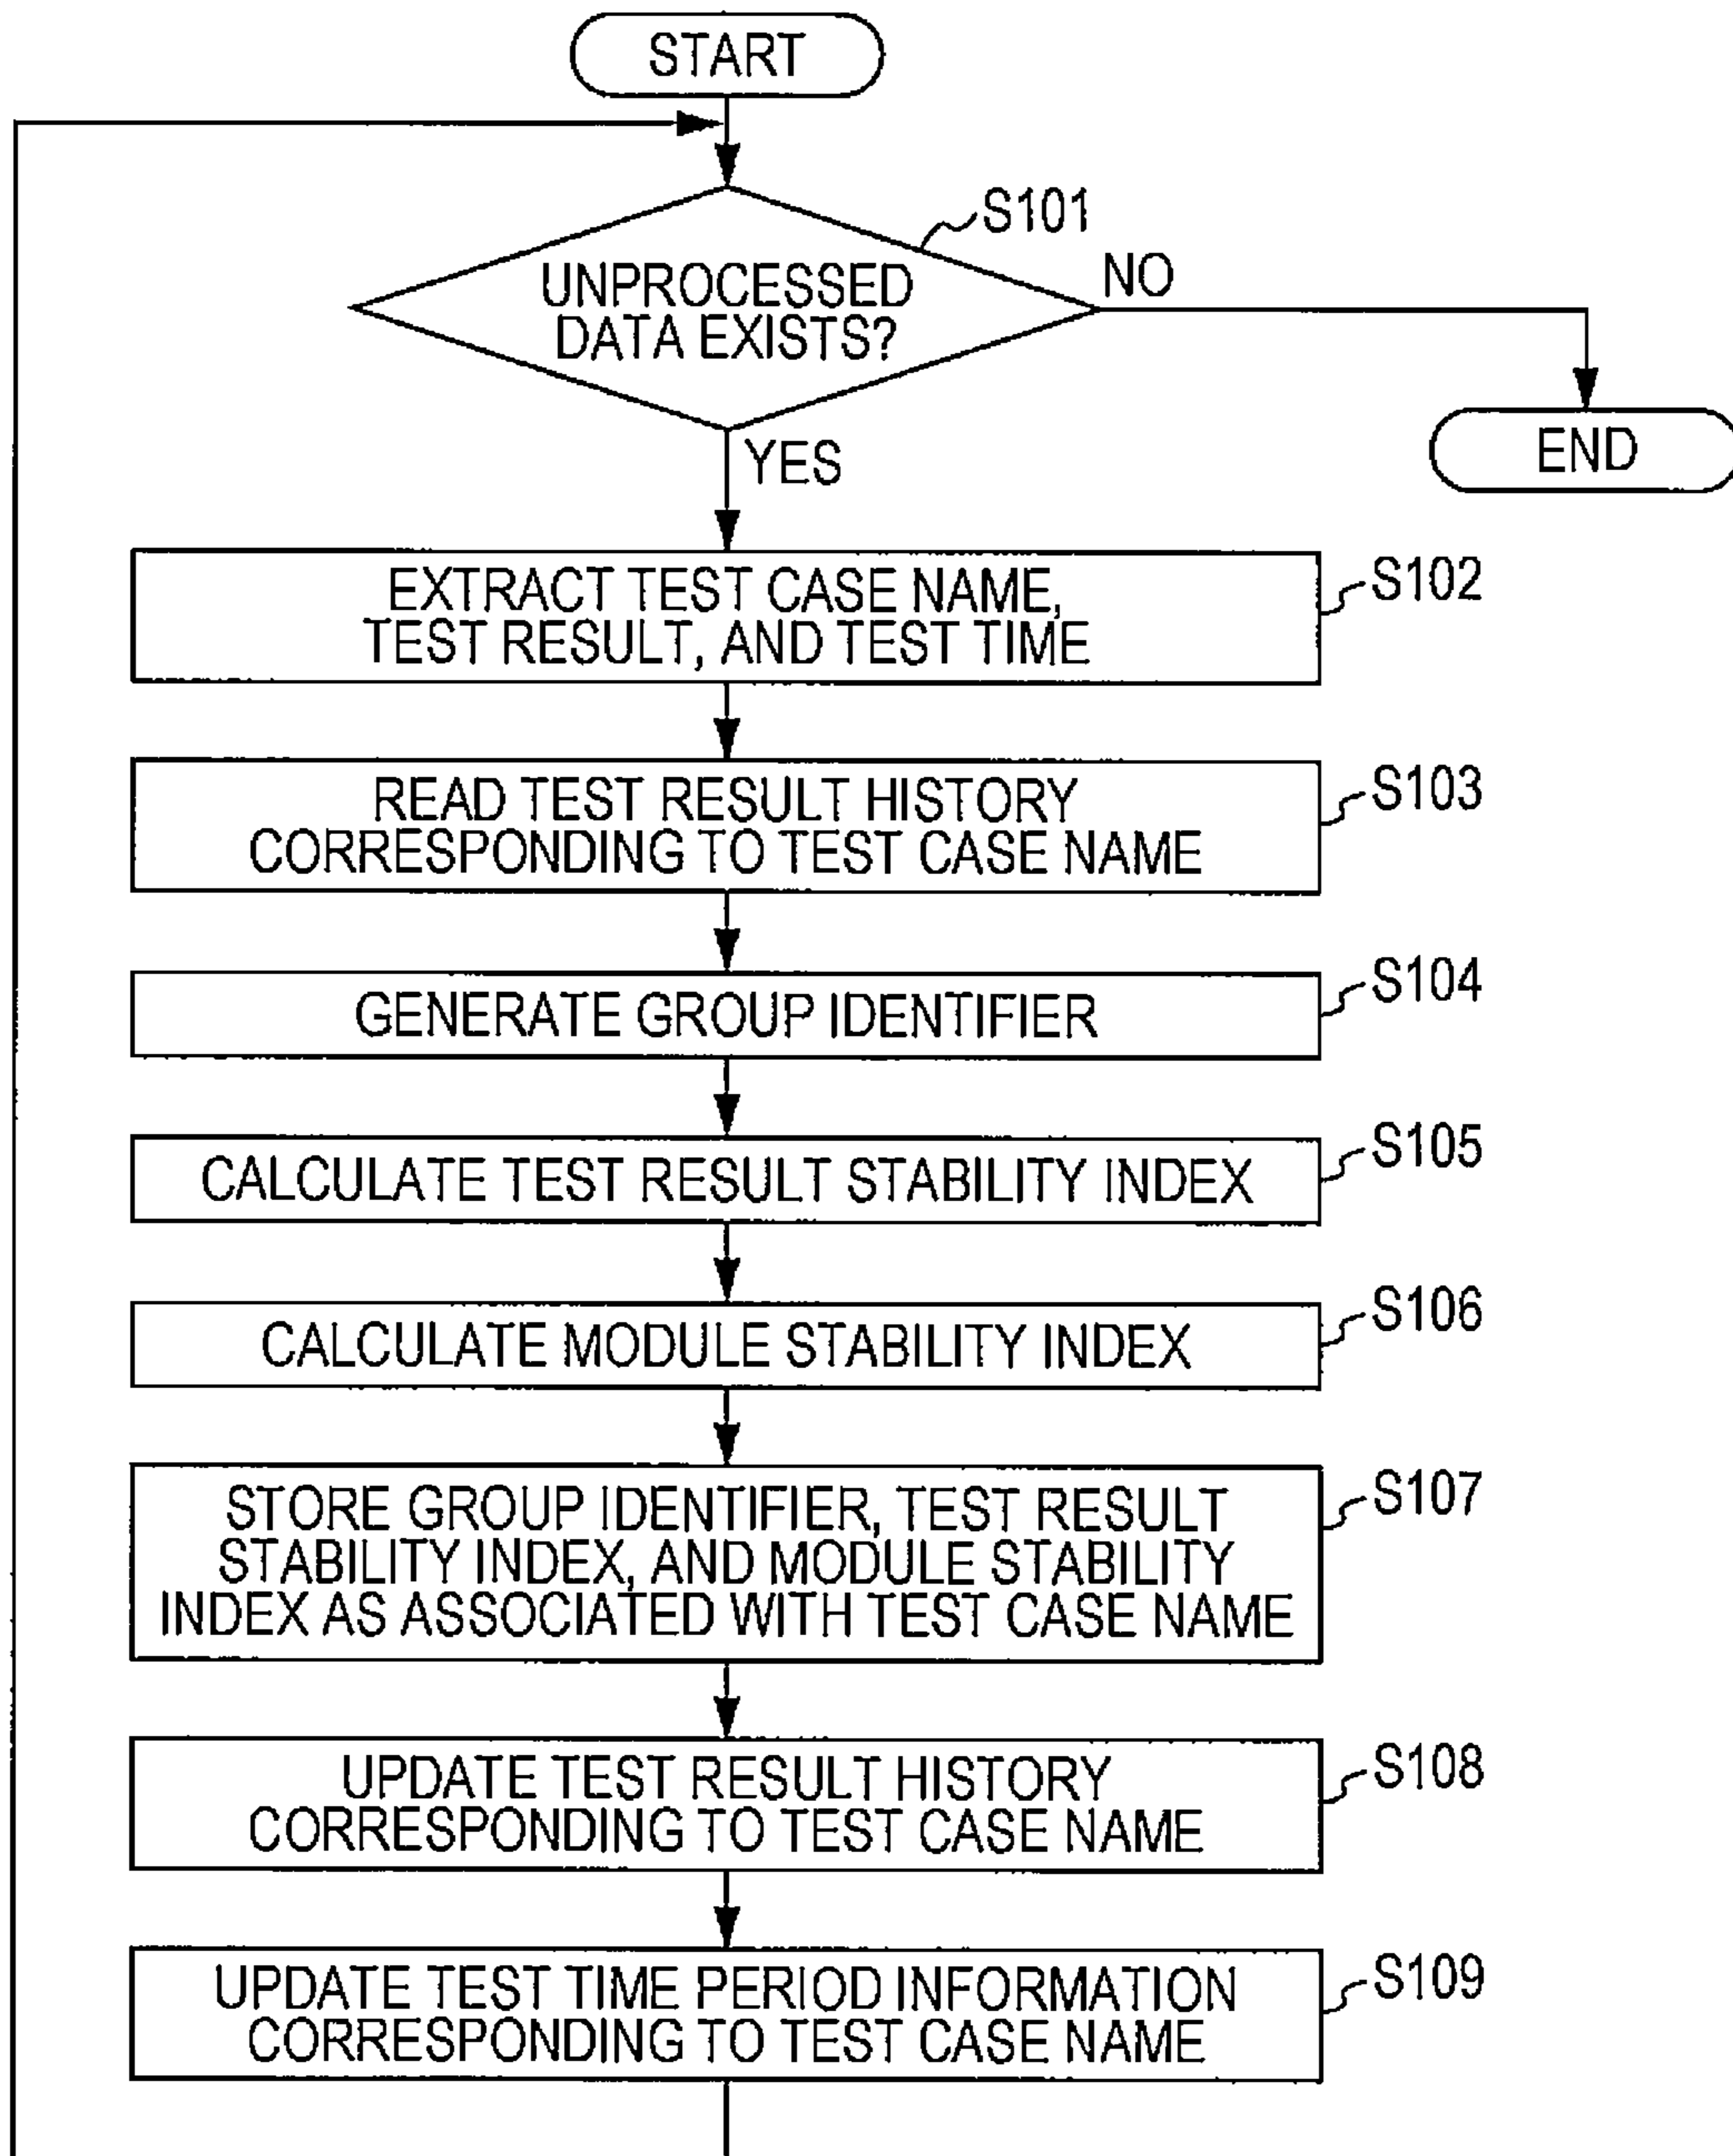 START
S101
UNPROCESSED
DATA EXISTS?
NO
END
YES
EXTRACT TEST CASE NAME,
TEST RESULT, AND TEST TIME
S102
READ TEST RESULT HISTORY
CORRESPONDING TO TEST CASE NAME
S103
GENERATE GROUP IDENTIFIER
S104
CALCULATE TEST RESULT STABILITY INDEX
S105
CALCULATE MODULE STABILITY INDEX
S106
STORE GROUP IDENTIFIER, TEST RESULT
STABILITY INDEX, AND MODULE STABILITY
INDEX AS ASSOCIATED WITH TEST CASE NAME
S107
UPDATE TEST RESULT HISTORY
CORRESPONDING TO TEST CASE NAME
S108
UPDATE TEST TIME PERIOD INFORMATION
CORRESPONDING TO TEST CASE NAME
S109